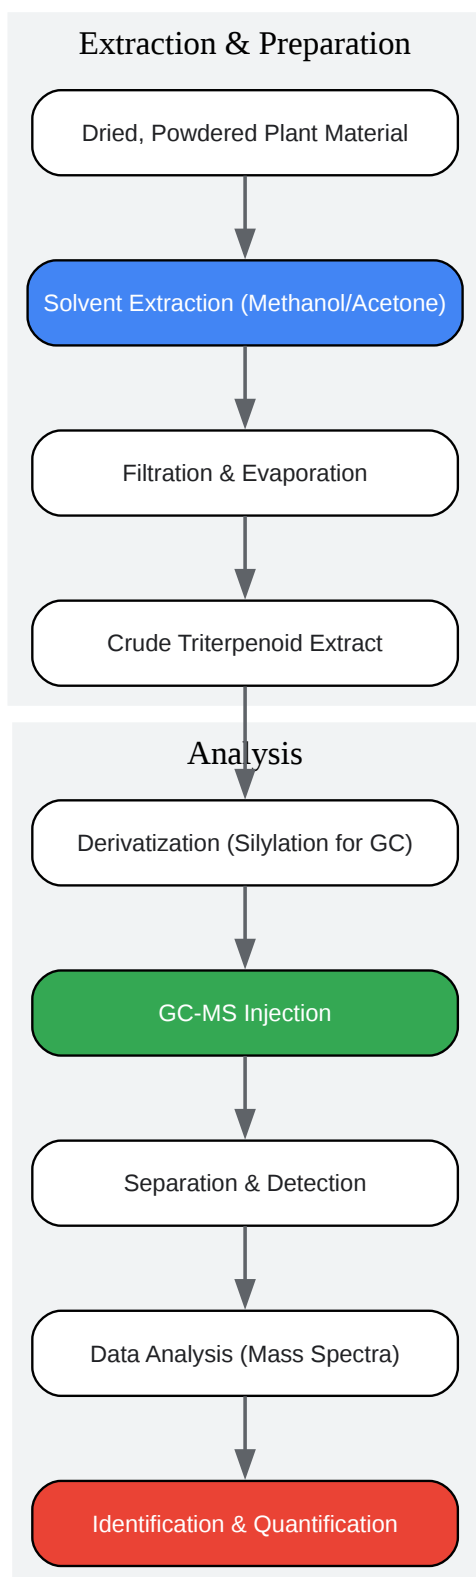 Extraction & Preparation
Dried, Powdered Plant Material
Solvent Extraction (Methanol/Acetone)
Filtration & Evaporation
Crude Triterpenoid Extract
Analysis
Derivatization (Silylation for GC)
GC-MS Injection
Separation & Detection
Data Analysis (Mass Spectra)
Identification & Quantification